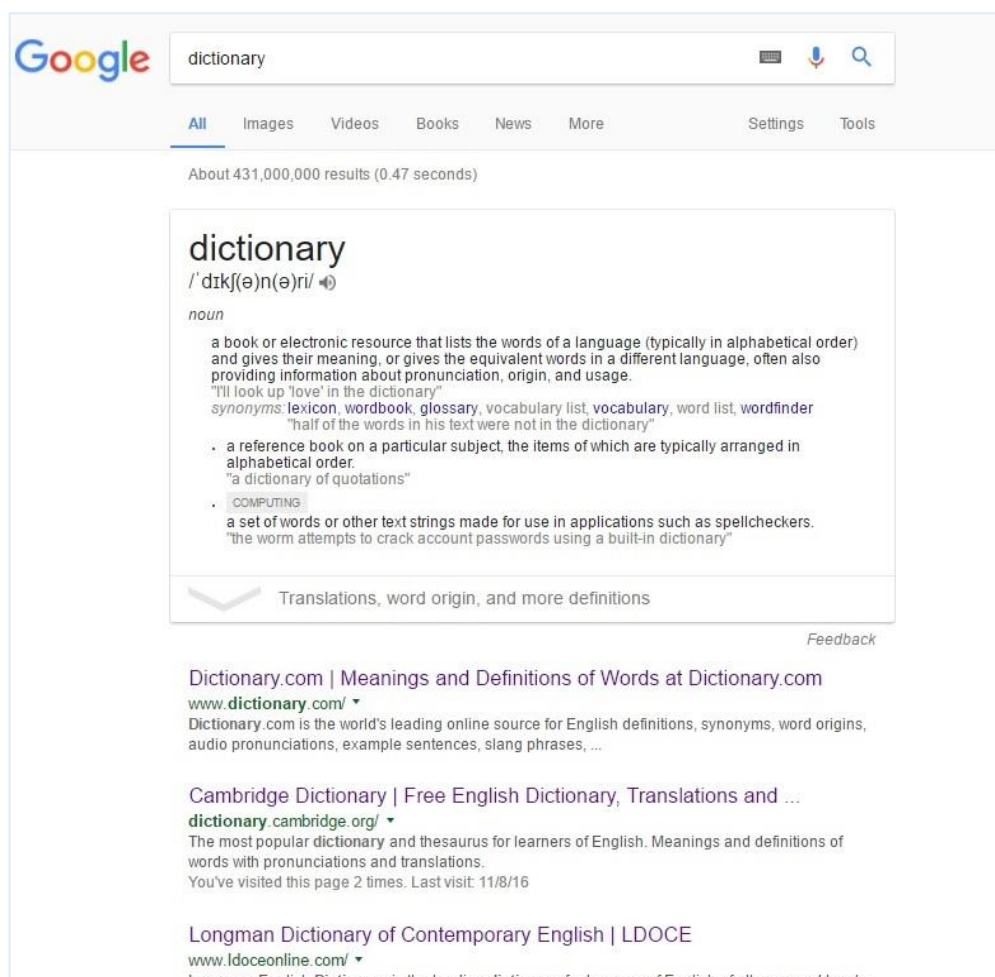 Google dictionary
All Images Videos Books News More Settings Tools
About 431,000,000 results (0.47 seconds)
dictionary
/ˈdɪkʃ(ə)n(ə)ri/
noun
a book or electronic resource that lists the words of a language (typically in alphabetical order)
and gives their meaning, or gives the equivalent words in a different language, often also
providing information about pronunciation, origin, and usage.
"I'll look up 'love' in the dictionary"
synonyms: lexicon, wordbook, glossary, vocabulary list, vocabulary, word list, wordfinder
"half of the words in his text were not in the dictionary"
• a reference book on a particular subject, the items of which are typically arranged in
alphabetical order.
"a dictionary of quotations"
• COMPUTING
a set of words or other text strings made for use in applications such as spellcheckers.
"the worm attempts to crack account passwords using a built-in dictionary"
Translations, word origin, and more definitions
Feedback
Dictionary.com | Meanings and Definitions of Words at Dictionary.com
www.dictionary.com/
Dictionary.com is the world's leading online source for English definitions, synonyms, word origins,
audio pronunciations, example sentences, slang phrases, ...
Cambridge Dictionary | Free English Dictionary, Translations and ...
dictionary.cambridge.org/
The most popular dictionary and thesaurus for learners of English. Meanings and definitions of
words with pronunciations and translations.
You've visited this page 2 times. Last visit: 11/8/16
Longman Dictionary of Contemporary English | LDOCE
www.ldoceonline.com/